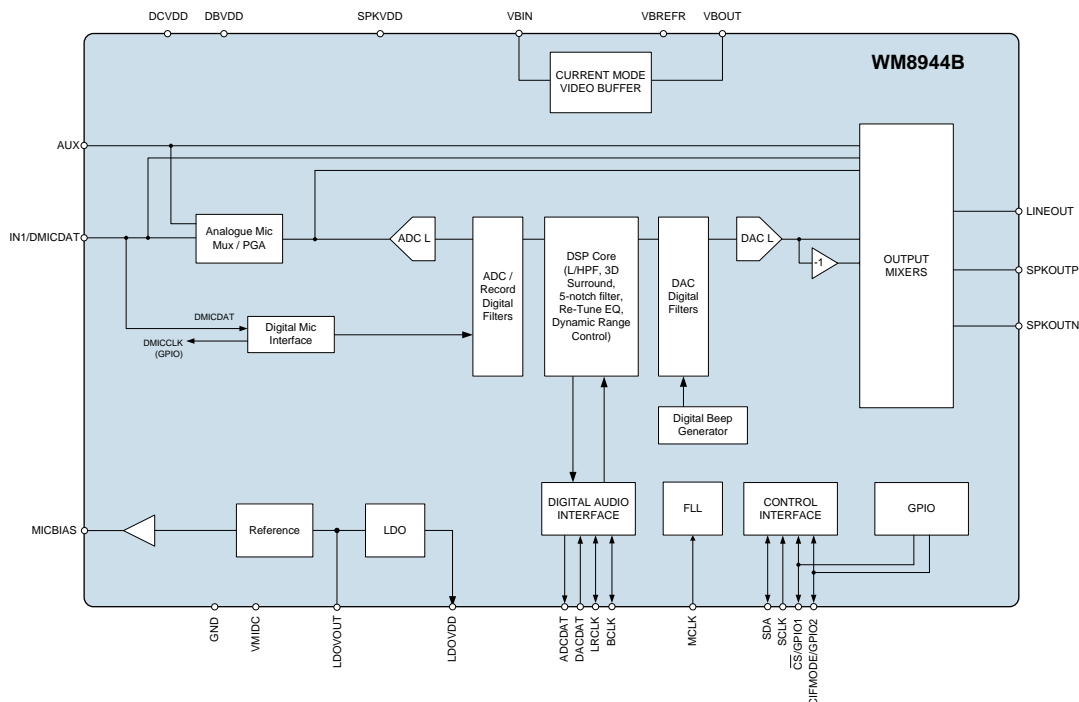 DCVDD
DBVDD
SPKVDD
VBIN
VBREFR
VBOUT
WM8944B
CURRENT MODE
VIDEO BUFFER
AUX
IN1/DMICDAT
Analogue Mic
Mux / PGA
ADC L
ADC /
Record
Digital
Filters
DSP Core
(L/HPF, 3D
Surround,
5-notch filter,
Re-Tune EQ,
Dynamic Range
Control)
DAC
Digital
Filters
DAC L
-1
OUTPUT
MIXERS
LINEOUT
SPKOUTP
SPKOUTN
DMICDAT
DMICCLK
(GPIO)
Digital Mic
Interface
Digital Beep
Generator
MICBIAS
Reference
LDO
DIGITAL AUDIO
INTERFACE
FLL
CONTROL
INTERFACE
GPIO
GND
VMIDC
LDOVOUT
LDOVDD
ADCDAT
DACDAT
LRCLK
BCLK
MCLK
SDA
SCLK
CS/GPIO1
CIFMODE/GPIO2